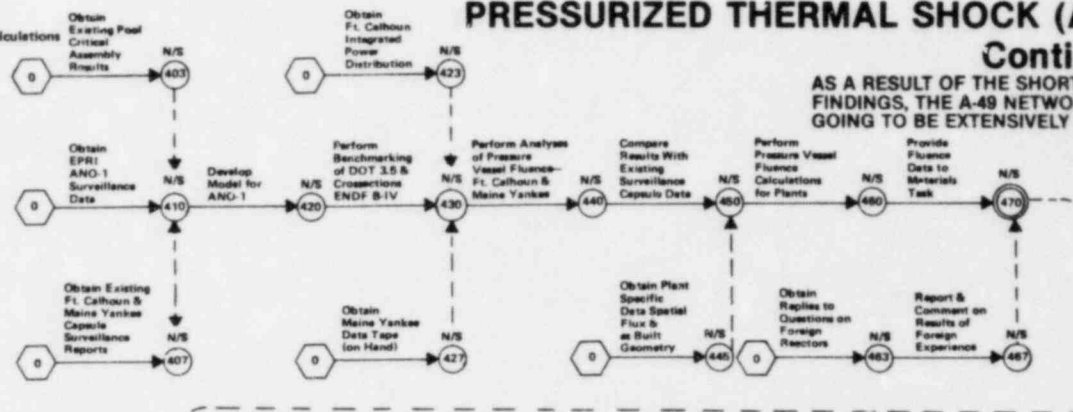 PRESSURIZED THERMAL SHOCK (A
Conti
AS A RESULT OF THE SHORT
FINDINGS, THE A-49 NETWO
GOING TO BE EXTENSIVELY
lculations
Obtain
Existing Pool
Critical
Assembly
Results
0
N/S
403
Obtain
Ft. Calhoun
Integrated
Power
Distribution
0
N/S
423
Obtain
EPRI
ANO-1
Surveillance
Data
0
N/S
410
Develop
Model for
ANO-1
N/S
420
Perform
Benchmarking
of DOT 3.5 &
Crossections
ENDF B-IV
N/S
430
Perform Analyses
of Pressure
Vessel Fluence—
Ft. Calhoun &
Maine Yankee
N/S
440
Compare
Results With
Existing
Surveillance
Capsulo Data
N/S
450
Perform
Pressure Vessel
Fluence
Calculations
for Plants
N/S
460
Provide
Fluence
Data to
Materials
Task
N/S
470
Obtain Existing
Ft. Calhoun &
Maine Yankee
Capsule
Surveillance
Reports
0
N/S
407
Obtain
Maine Yankee
Data Tape
(on Hand)
0
N/S
427
Obtain Plant
Specific
Data Spatial
Flux &
as Built
Geometry
0
N/S
445
Obtain
Replies to
Questions on
Foreign
Reactors
0
N/S
463
Report &
Comment on
Results of
Foreign
Experience
N/S
467